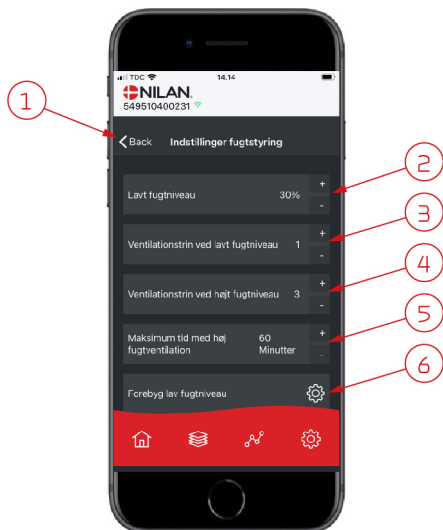 TDC 14.14
NILAN
549510400231
Back Indstillinger fugtstyring
1
Lavt fugtniveau 30% + -
2
Ventilationstrin ved lavt fugtniveau 1 + -
3
Ventilationstrin ved højt fugtniveau 3 + -
4
Maksimum tid med høj 60 + -
fugtventilation Minutter
5
Forebyg lav fugtniveau
6